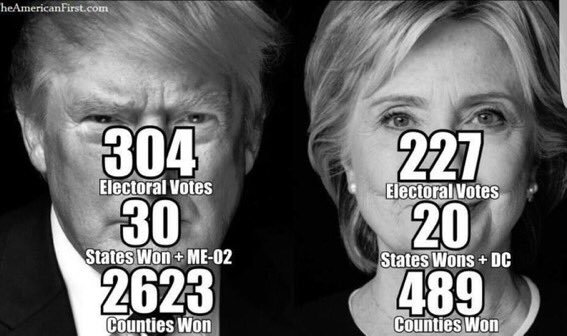 heAmericanFirst.com
304
Electoral Votes
30
States Won + ME-02
2623
Counties Won
227
Electoral Votes
20
States Wons + DC
489
Counties Won